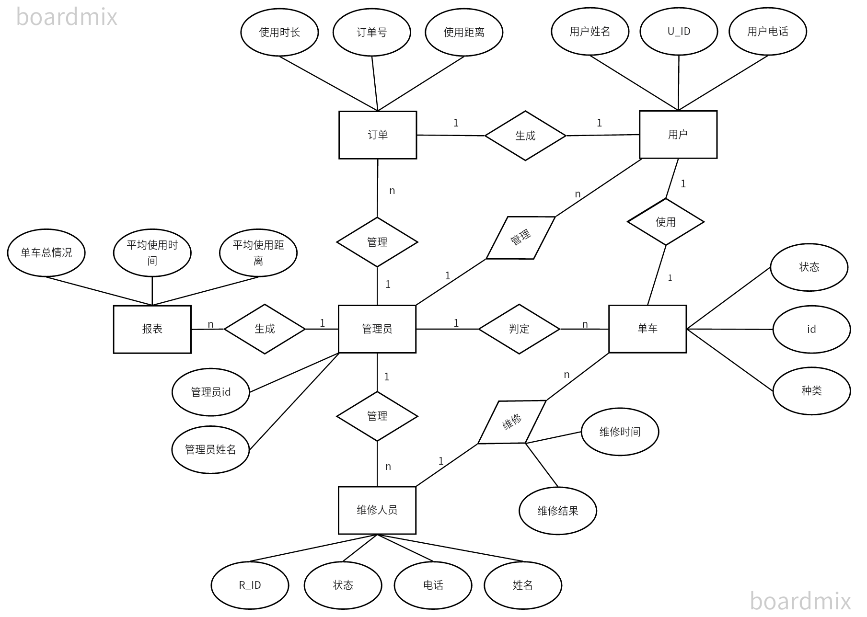 boardmix
使用时长
订单号
使用距离
用户姓名
U_ID
用户电话
订单
1
生成
1
用户
n
n
1
管理
管理
使用
单车总情况
平均使用时
间
平均使用距
离
1
1
1
状态
报表
n
生成
1
管理员
1
判定
n
单车
id
管理员id
1
n
种类
管理员姓名
管理
维修
维修时间
n
1
维修人员
维修结果
R_ID
状态
电话
姓名
boardmix